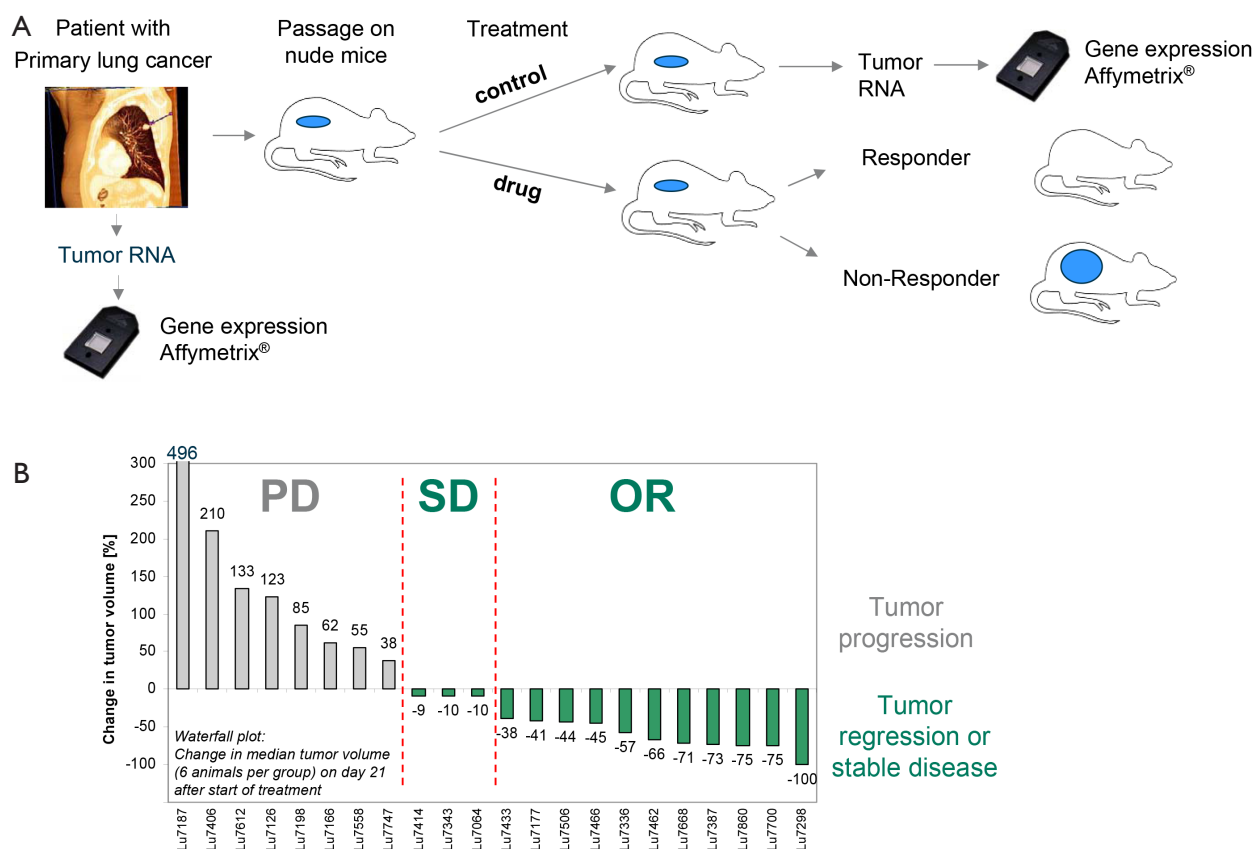 A
Patient with
Primary lung cancer
Passage on
nude mice
Treatment
control
drug
Tumor
RNA
Gene expression
Affymetrix®
Responder
Non-Responder
Tumor RNA
Gene expression
Affymetrix®
B
Change in tumor volume [%]
300
250
200
150
100
50
0
-50
-100
PD
SD
OR
496
210
133
123
85
62
55
38
-9
-10
-10
-38
-41
-44
-45
-57
-66
-71
-73
-75
-75
-100
Waterfall plot:
Change in median tumor volume
(6 animals per group) on day 21
after start of treatment
Tumor
progression
Tumor
regression or
stable disease
Lu7187
Lu7406
Lu7612
Lu7126
Lu7198
Lu7166
Lu7558
Lu7747
Lu7414
Lu7343
Lu7064
Lu7433
Lu7177
Lu7506
Lu7466
Lu7336
Lu7462
Lu7668
Lu7387
Lu7860
Lu7700
Lu7298